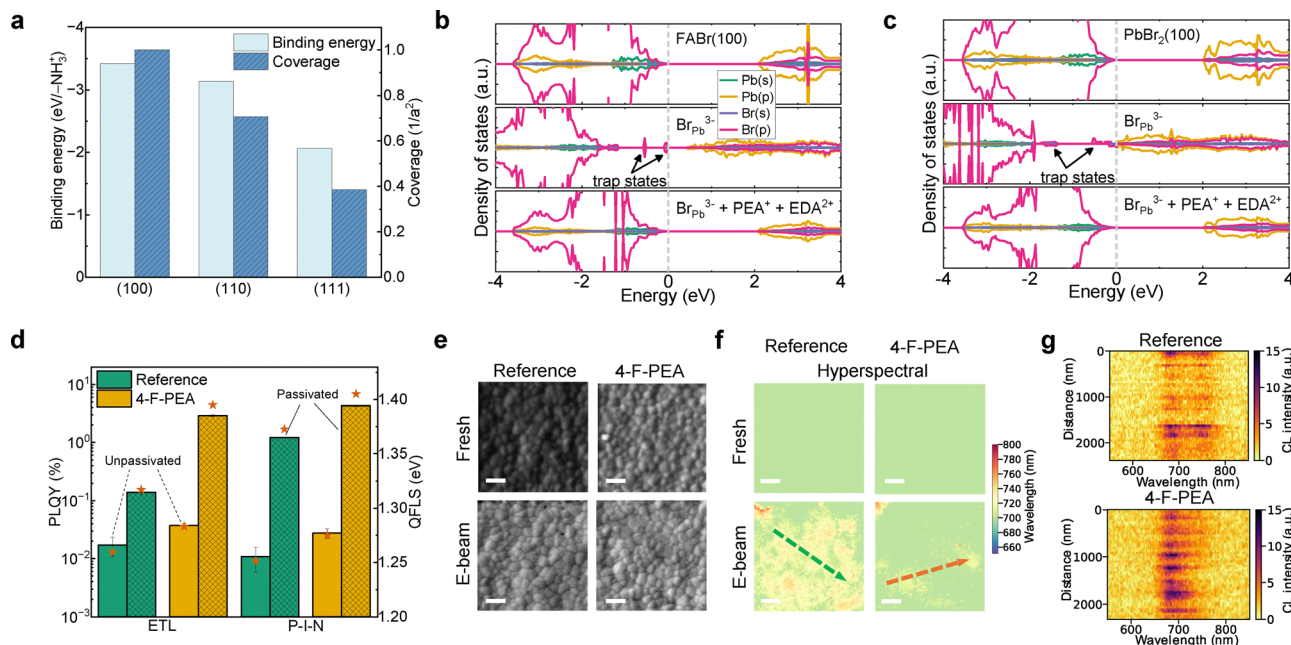 a
Binding energy
Coverage
Binding energy (eV/–NH₃⁺)
−4
−3
−2
−1
0
Coverage (1/a²)
1.0
0.8
0.6
0.4
0.2
0.0
(100)
(110)
(111)
b
Density of states (a.u.)
FABr(100)
Pb(s)
Pb(p)
Br(s)
Br(p)
Br_Pb³⁻
trap states
Br_Pb³⁻ + PEA⁺ + EDA²⁺
-4
-2
0
2
4
Energy (eV)
c
Density of states (a.u.)
PbBr₂(100)
Br_Pb³⁻
trap states
Br_Pb³⁻ + PEA⁺ + EDA²⁺
-4
-2
0
2
4
Energy (eV)
d
Reference
4-F-PEA
Passivated
Unpassivated
PLQY (%)
10¹
10⁰
10⁻¹
10⁻²
10⁻³
QFLS (eV)
1.40
1.35
1.30
1.25
1.20
ETL
P-I-N
e
Reference
4-F-PEA
Fresh
E-beam
f
Reference
4-F-PEA
Hyperspectral
Fresh
E-beam
800
780
760
740
720
700
680
660
Wavelength (nm)
g
Reference
Distance (nm)
0
1000
2000
600
700
800
Wavelength (nm)
15
10
5
0
CL intensity (a.u.)
4-F-PEA
Distance (nm)
0
1000
2000
600
700
800
Wavelength (nm)
15
10
5
0
CL intensity (a.u.)